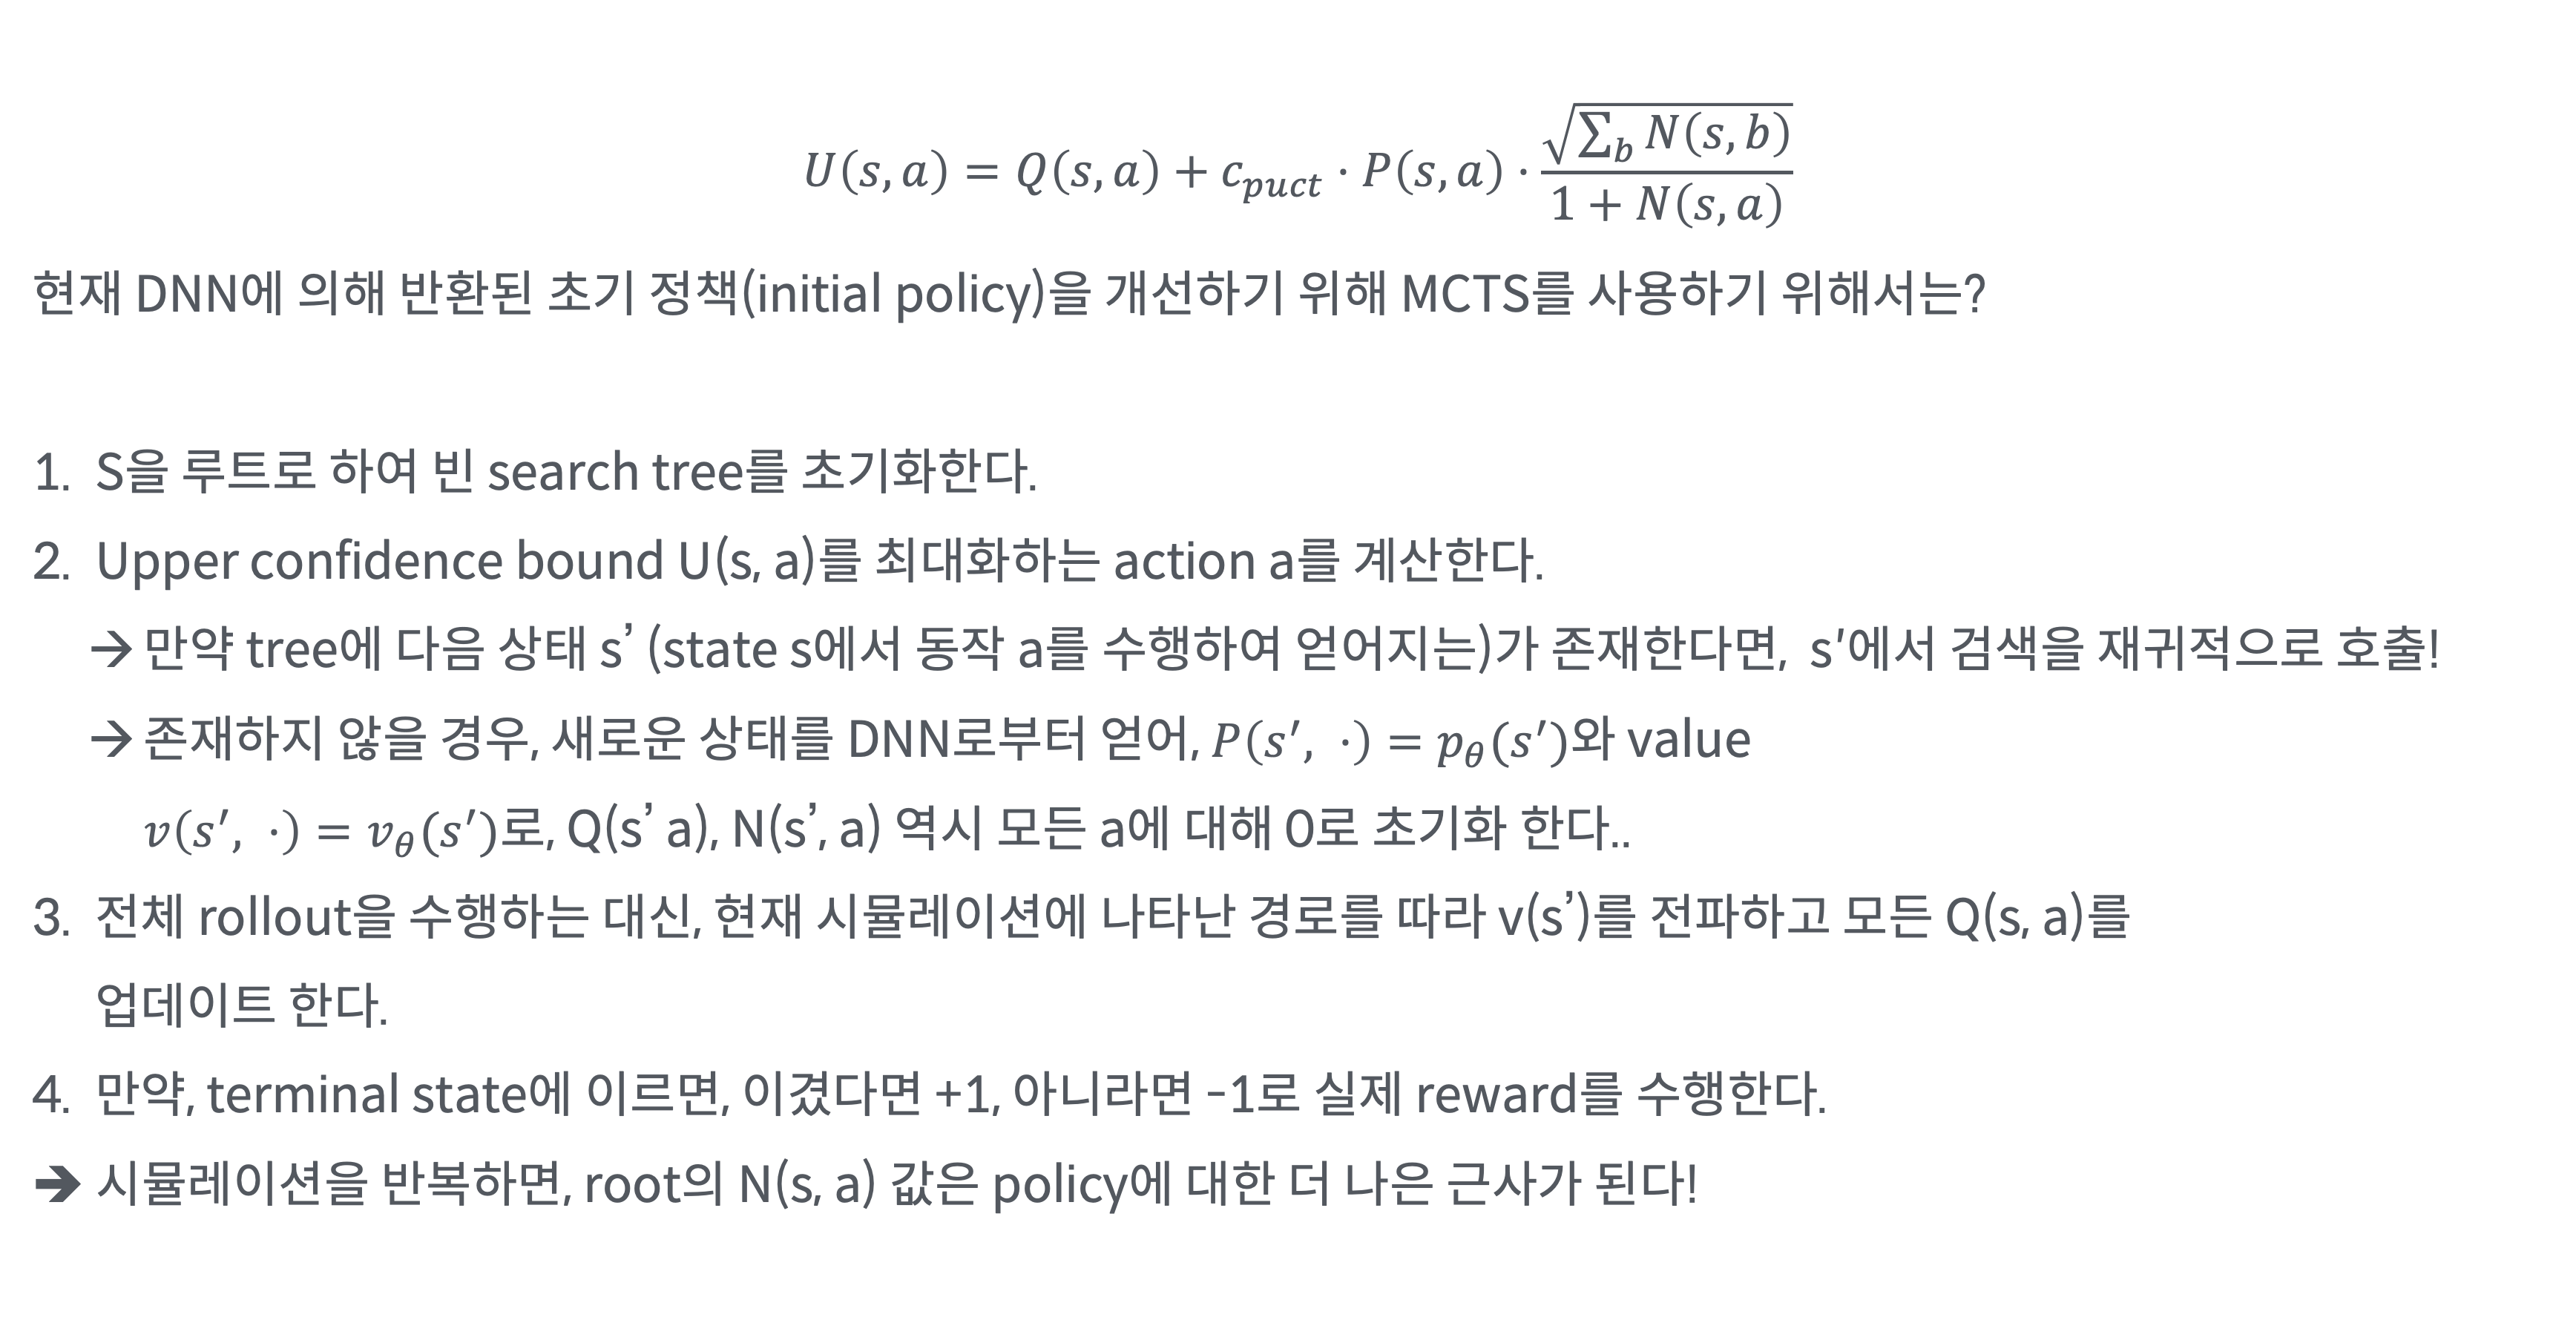 U(s, a) = Q(s, a) + c_puct · P(s, a) · √(∑_b N(s, b)) / (1 + N(s, a))
현재 DNN에 의해 반환된 초기 정책(initial policy)을 개선하기 위해 MCTS를 사용하기 위해서는?
1. S을 루트로 하여 빈 search tree를 초기화한다.
2. Upper confidence bound U(s, a)를 최대화하는 action a를 계산한다.
→ 만약 tree에 다음 상태 s’ (state s에서 동작 a를 수행하여 얻어지는)가 존재한다면, s′에서 검색을 재귀적으로 호출!
→ 존재하지 않을 경우, 새로운 상태를 DNN로부터 얻어, P(s′, ·) = p_θ(s′)와 value
v(s′, ·) = v_θ(s′)로, Q(s’ a), N(s’, a) 역시 모든 a에 대해 0로 초기화 한다..
3. 전체 rollout을 수행하는 대신, 현재 시뮬레이션에 나타난 경로를 따라 v(s’)를 전파하고 모든 Q(s, a)를
업데이트 한다.
4. 만약, terminal state에 이르면, 이겼다면 +1, 아니라면 -1로 실제 reward를 수행한다.
➔ 시뮬레이션을 반복하면, root의 N(s, a) 값은 policy에 대한 더 나은 근사가 된다!